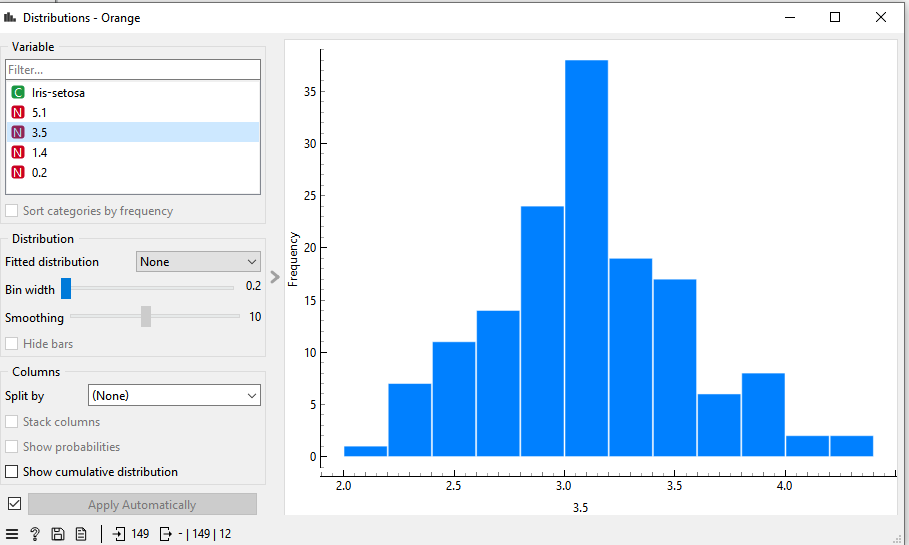 Distributions - Orange
Variable
Filter...
C Iris-setosa
N 5.1
N 3.5
N 1.4
N 0.2
Sort categories by frequency
Distribution
Fitted distribution None
Bin width 0.2
Smoothing 10
Hide bars
Columns
Split by (None)
Stack columns
Show probabilities
Show cumulative distribution
Apply Automatically
149 - | 149 | 12
Frequency
35
30
25
20
15
10
5
0
2.0 2.5 3.0 3.5 4.0
3.5